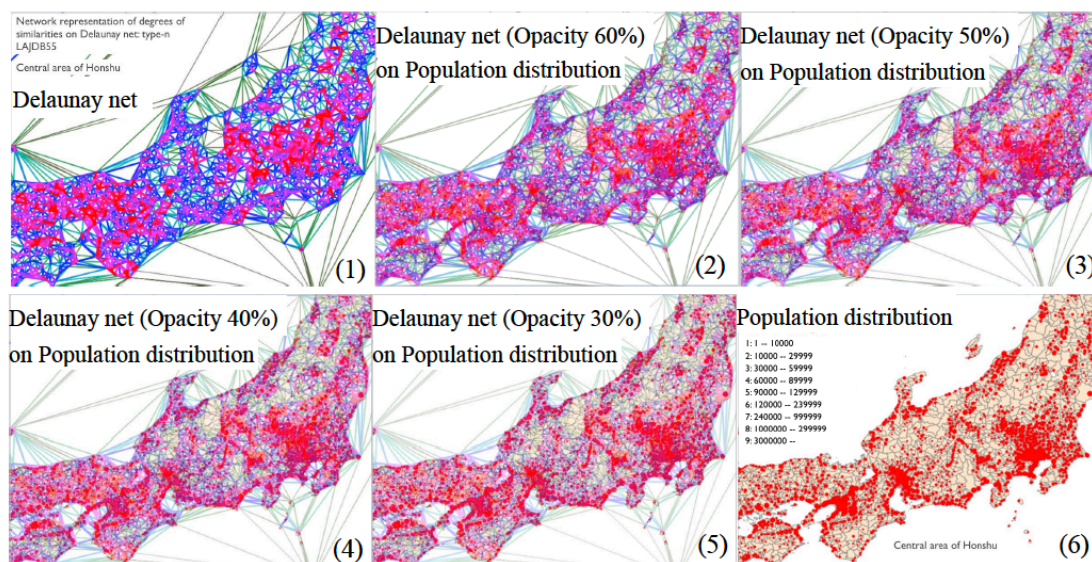 Network representation of degrees of
similarities on Delaunay net: type-n
LAJDB55
Central area of Honshu
Delaunay net
(1)
Delaunay net (Opacity 60%)
on Population distribution
(2)
Delaunay net (Opacity 50%)
on Population distribution
(3)
Delaunay net (Opacity 40%)
on Population distribution
(4)
Delaunay net (Opacity 30%)
on Population distribution
(5)
Population distribution
1: 1 -- 10000
2: 10000 -- 29999
3: 30000 -- 59999
4: 60000 -- 89999
5: 90000 -- 129999
6: 120000 -- 239999
7: 240000 -- 999999
8: 1000000 -- 299999
9: 3000000 --
Central area of Honshu
(6)